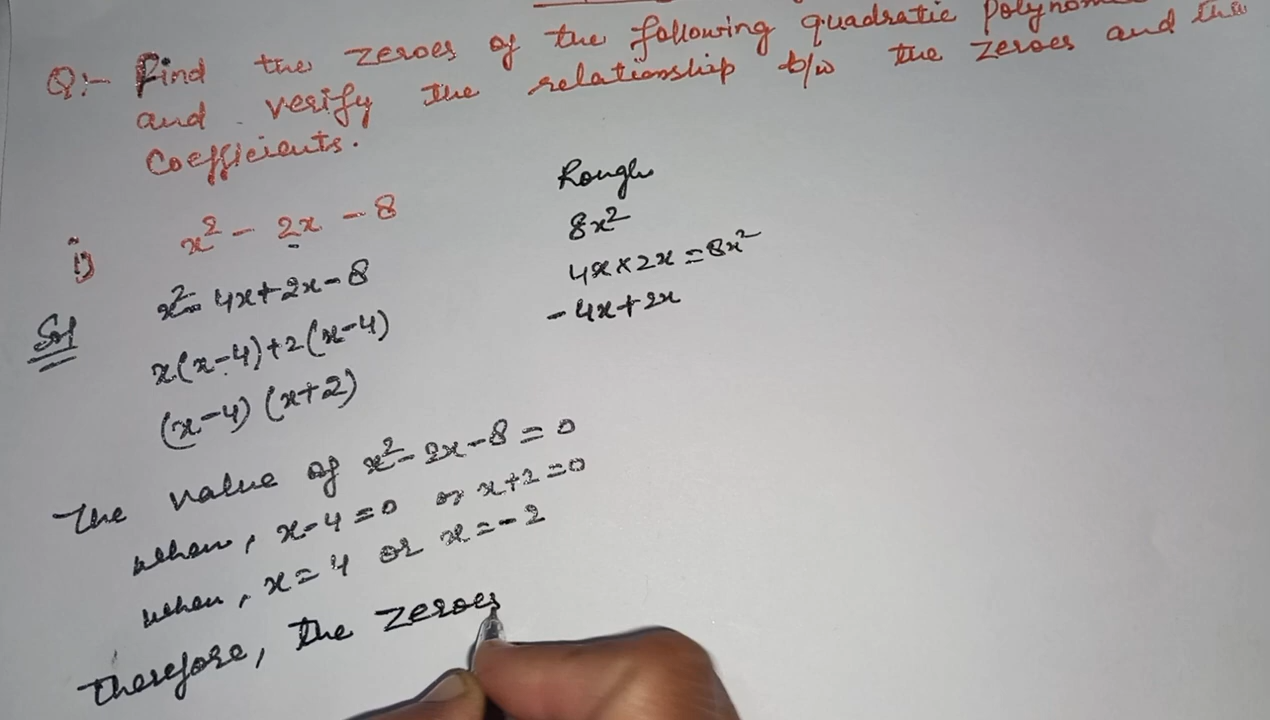 Q:- Find the zeroes of the following quadratic
and verify the relationship b/w the zeroes and the
Coefficients.
i) x² - 2x - 8
Rough
8x²
4x × 2x = 8x²
- 4x + 2x
Sol x² - 4x + 2x - 8
x(x-4) + 2(x-4)
(x-4) (x+2)
The value of x² - 2x - 8 = 0
when, x-4 = 0 or x+2 = 0
when, x = 4 or x = -2
Therefore, the zeroes